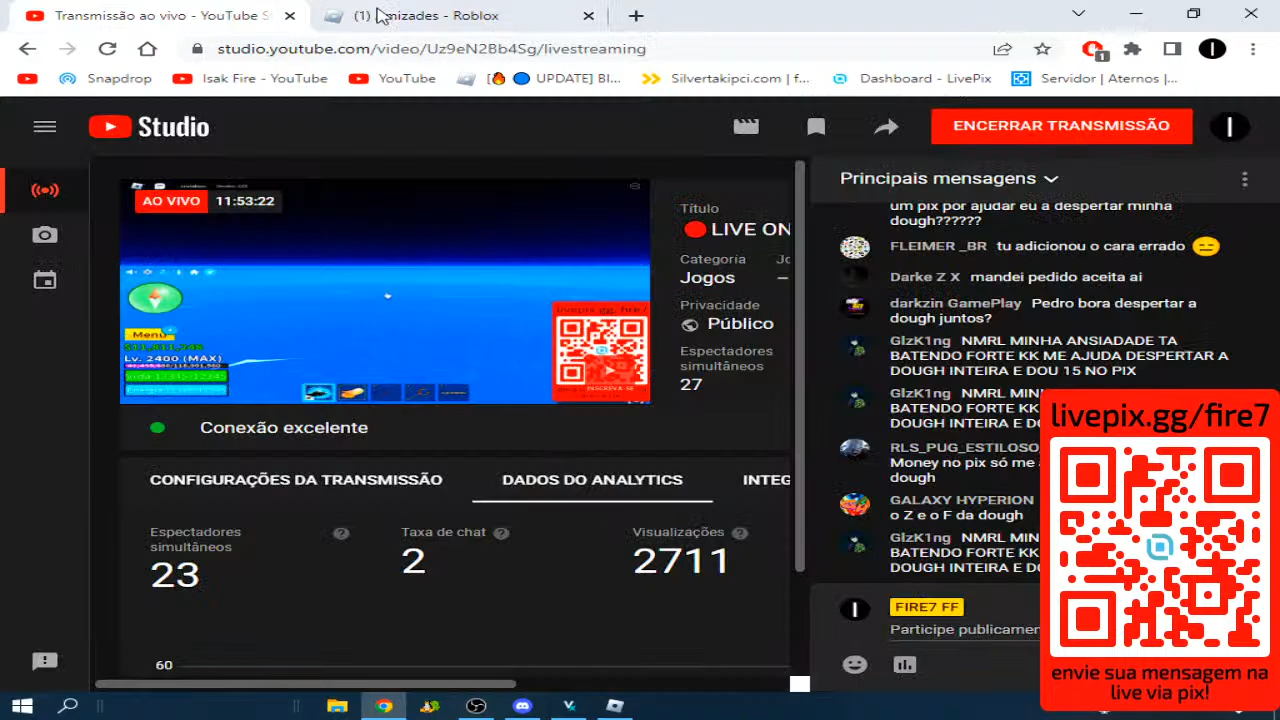 Transmissão ao vivo - YouTube S
(1) mizades - Roblox
studio.youtube.com/video/Uz9eN2Bb4Sg/livestreaming
1
I
Snapdrop
Isak Fire - YouTube
YouTube
[🔥 🔵 UPDATE] Bl...
Silvertakipci.com | f...
Dashboard - LivePix
Servidor | Aternos |...
Studio
ENCERRAR TRANSMISSÃO
I
AO VIVO 11:53:22
livepix.gg/fire7
Menu
Lv. 2400 (MAX)
INSCREVA-SE
Título
LIVE ON
Categoria
Jogos
Privacidade
Público
Espectadores
simultâneos
27
Conexão excelente
CONFIGURAÇÕES DA TRANSMISSÃO
DADOS DO ANALYTICS
INTEG
Espectadores
simultâneos
23
Taxa de chat
2
Visualizações
2711
60
Principais mensagens
um pix por ajudar eu a despertar minha
dough??????
FLEIMER _BR tu adicionou o cara errado 😑
Darke Z X mandei pedido aceita ai
darkzin GamePlay Pedro bora despertar a
dough juntos?
GlzK1ng NMRL MINHA ANSIADADE TA
BATENDO FORTE KK ME AJUDA DESPERTAR A
DOUGH INTEIRA E DOU 15 NO PIX
GlzK1ng NMRL MIN
BATENDO FORTE KK
DOUGH INTEIRA E DO
RLS_PUG_ESTILOSO_
Money no pix só me a
dough
GALAXY HYPERION
o Z e o F da dough
GlzK1ng NMRL MIN
BATENDO FORTE KK
DOUGH INTEIRA E DO
I
FIRE7 FF
Participe publicamen
livepix.gg/fire7
envie sua mensagem na
live via pix!